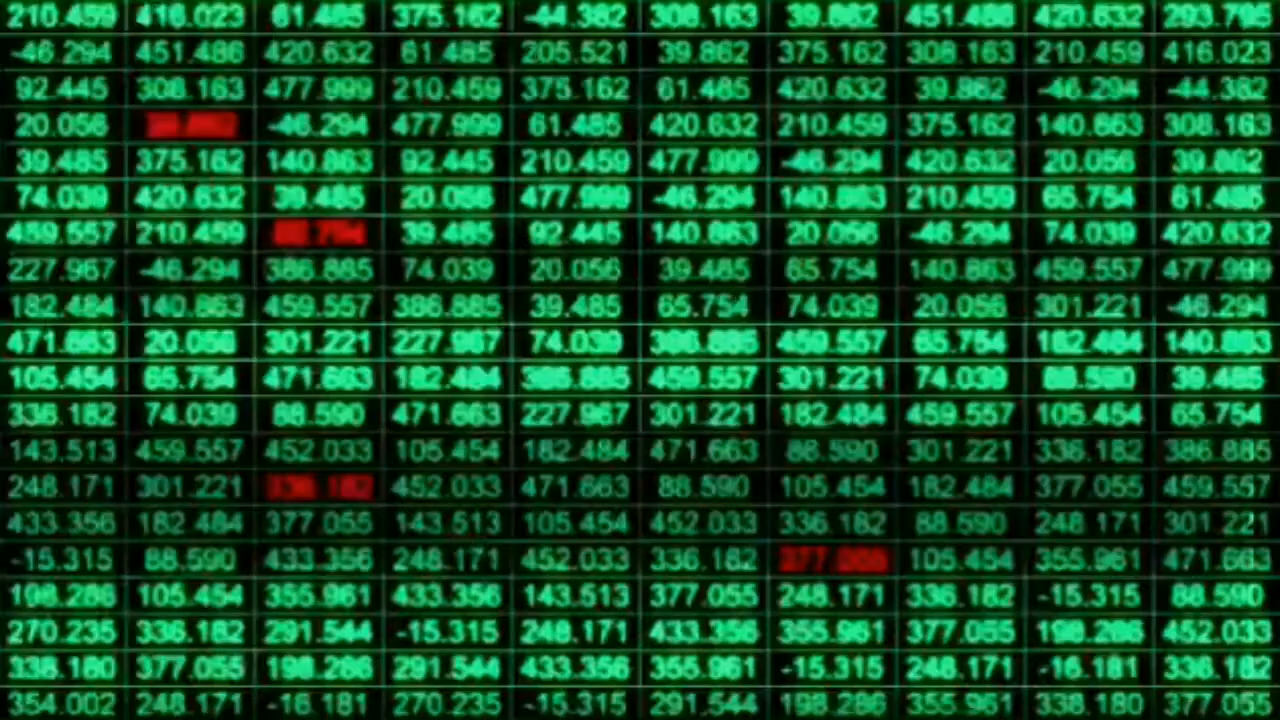 210.459 416.023 61.485 375.162 -44.382 308.163 39.862 451.486 420.632
-46.294 451.486 420.632 61.485 205.521 39.862 375.162 308.163 210.459 416.023
92.445 308.163 477.999 210.459 375.162 61.485 420.632 39.862 -46.294 -44.382
20.056 -46.294 477.999 61.485 420.632 210.459 375.162 140.863 308.163
39.485 375.162 140.863 92.445 210.459 477.999 -46.294 420.632 20.056 39.862
74.039 420.632 39.485 20.056 477.999 -46.294 140.863 210.459 65.754 61.485
459.557 210.459 65.754 39.485 92.445 140.863 20.056 -46.294 74.039 420.632
227.967 -46.294 386.885 74.039 20.056 39.485 65.754 140.863 459.557 477.999
182.484 140.863 459.557 386.885 39.485 65.754 74.039 20.056 301.221 -46.294
471.663 20.056 301.221 227.967 74.039 386.885 459.557 65.754 182.484 140.863
105.454 65.754 471.663 182.484 386.885 459.557 301.221 74.039 88.590 39.485
336.182 74.039 88.590 471.663 227.967 301.221 182.484 459.557 105.454 65.754
143.513 459.557 452.033 105.454 182.484 471.663 88.590 301.221 336.182 386.885
248.171 301.221 336.182 452.033 471.663 88.590 105.454 182.484 377.055 459.557
433.356 182.484 377.055 143.513 105.454 452.033 336.182 88.590 248.171 301.221
-15.315 88.590 433.356 248.171 452.033 336.182 377.055 105.454 355.961 471.663
198.286 105.454 355.961 433.356 143.513 377.055 248.171 336.182 -15.315 88.590
270.235 336.182 291.544 -15.315 248.171 433.356 355.961 377.055 198.286 452.033
338.180 377.055 198.286 291.544 433.356 355.961 -15.315 248.171 -16.181 336.182
354.002 248.171 -16.181 270.235 -15.315 291.544 198.286 355.961 338.180 377.055